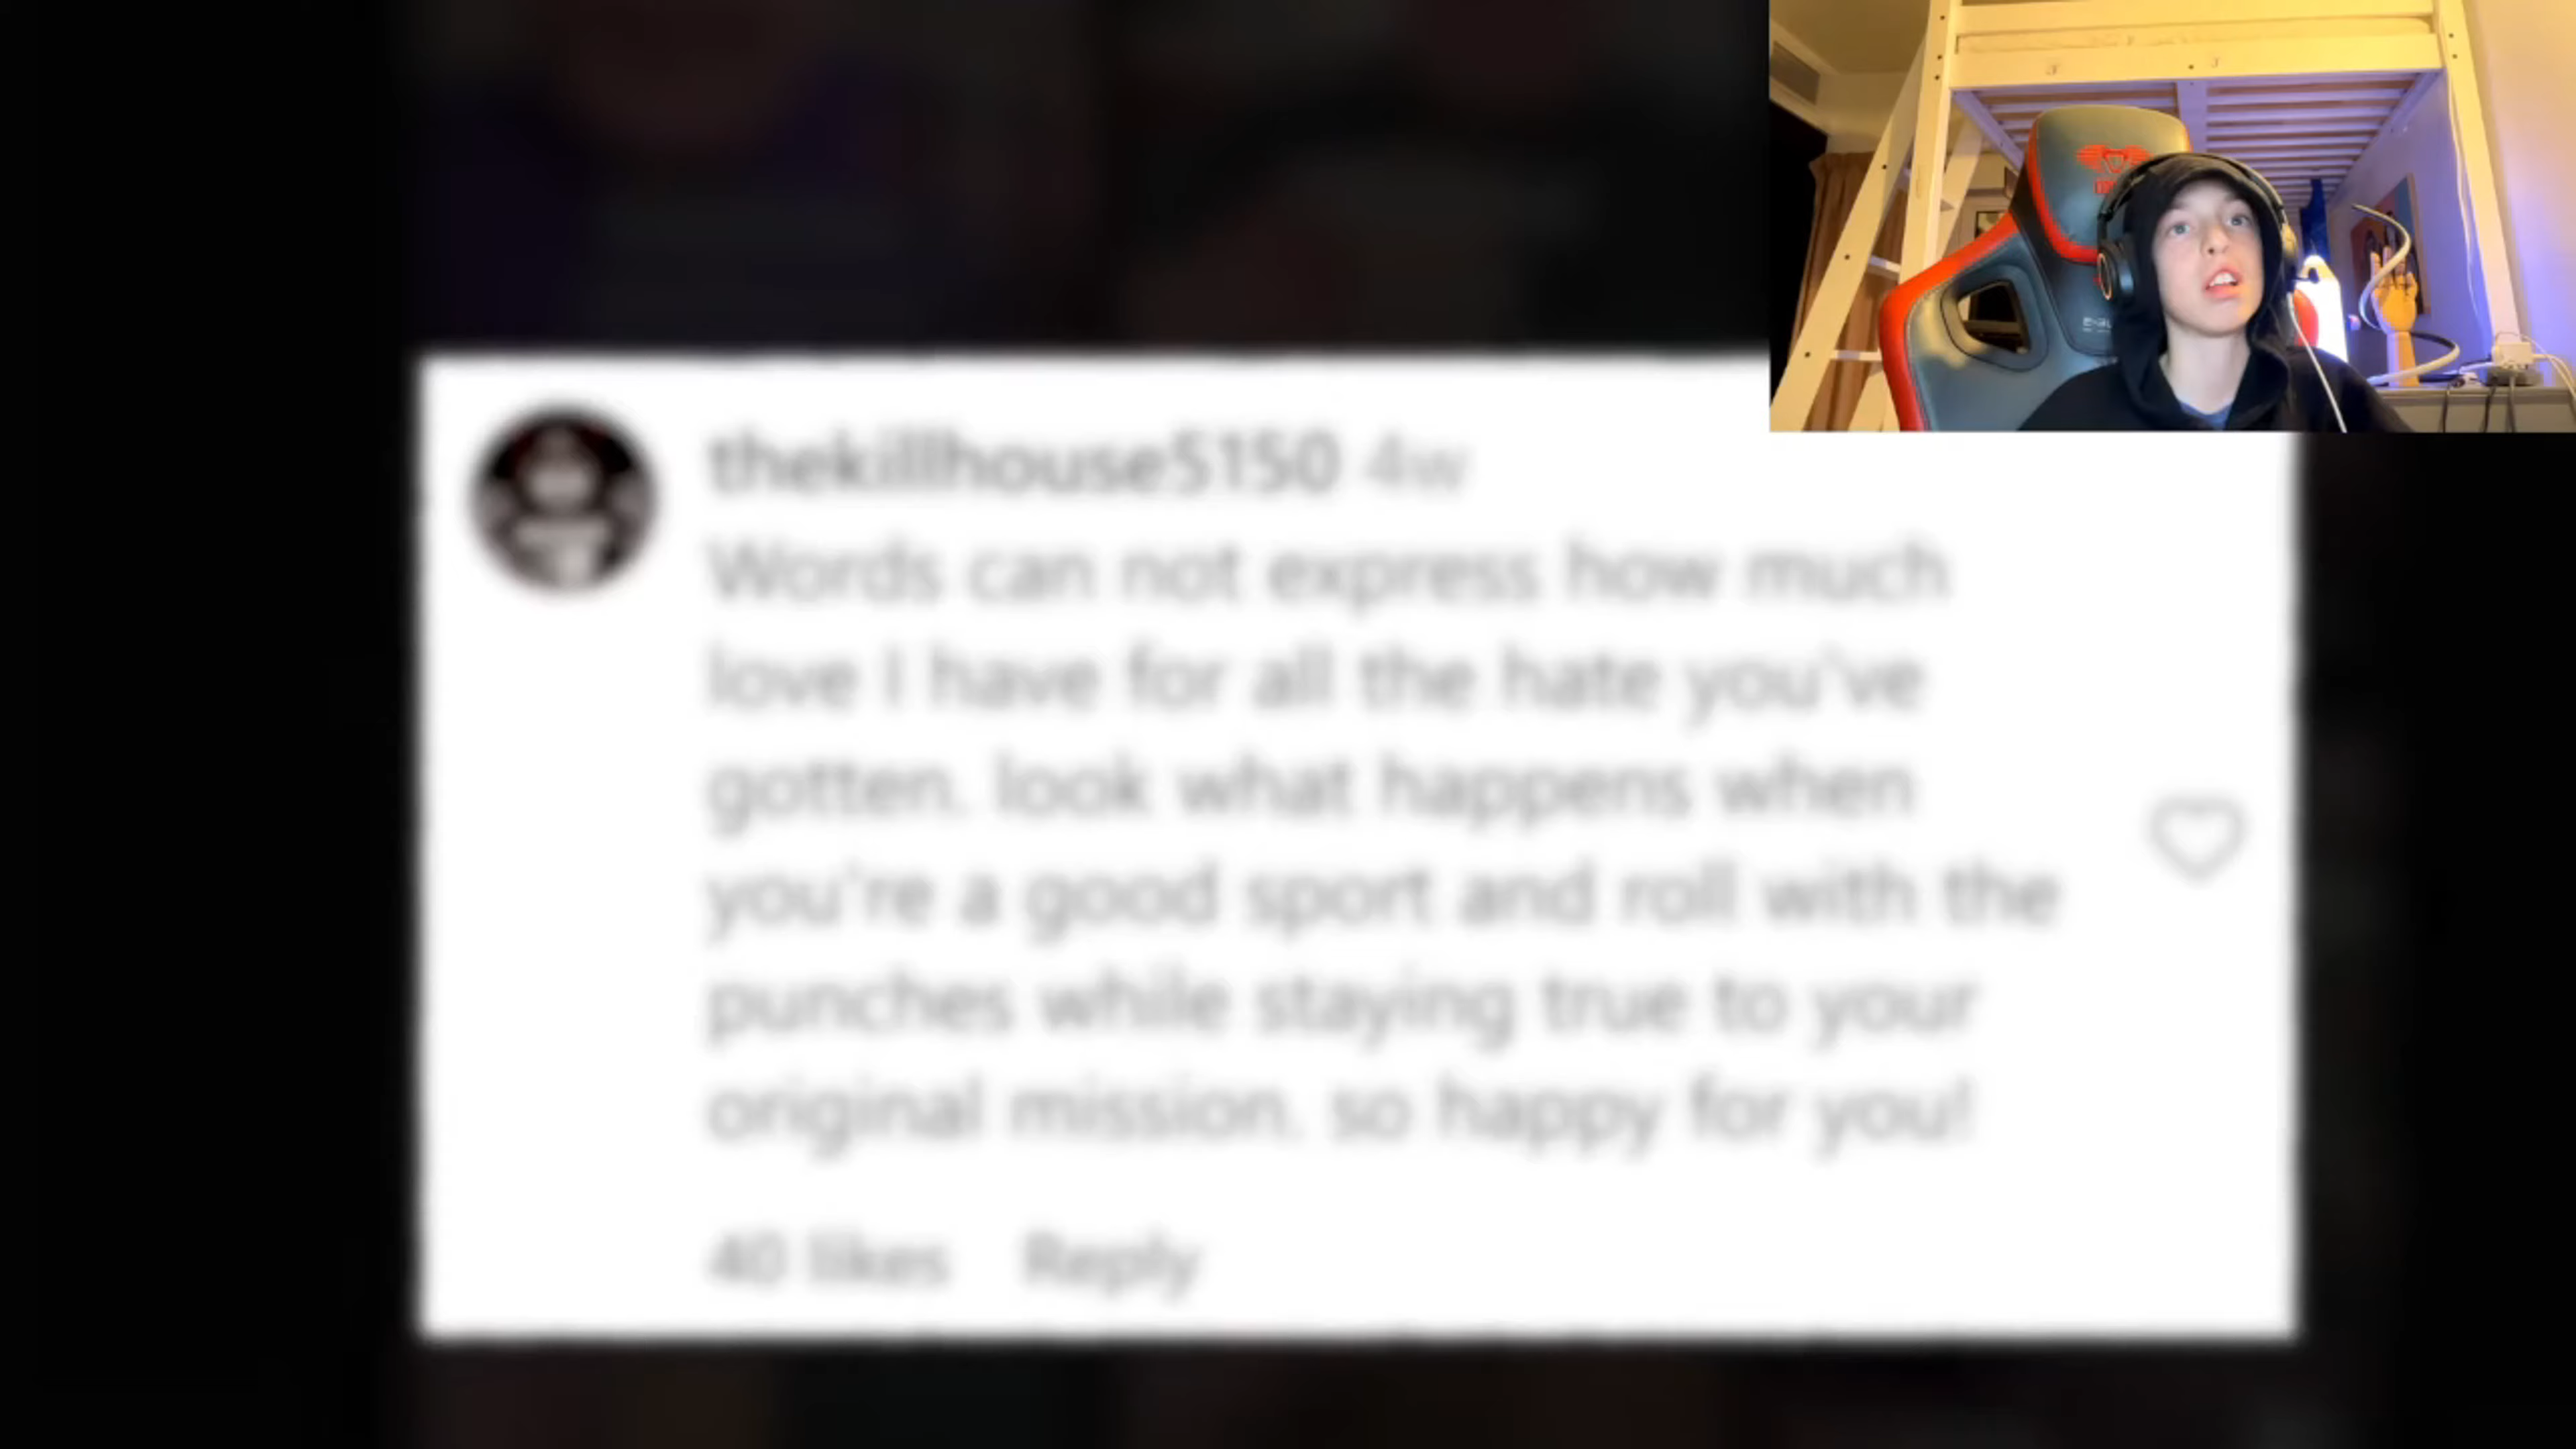 thekillhouse5150 4w
Words can not express how much
love I have for all the hate you've
gotten. look what happens when
you're a good sport and roll with the
punches while staying true to your
original mission. so happy for you!
40 likes Reply